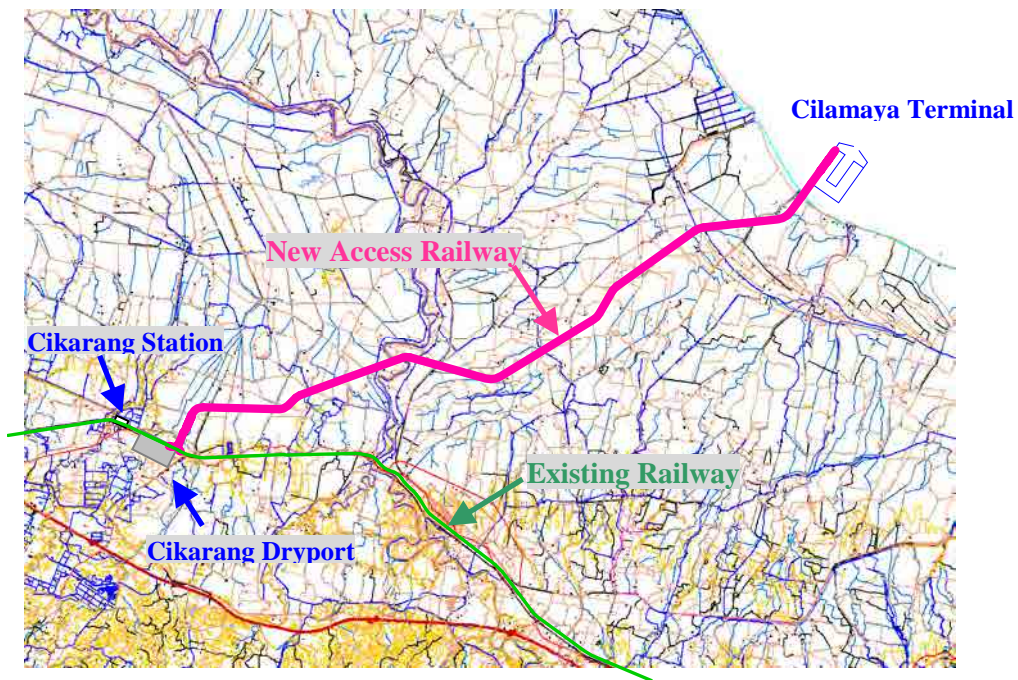 Cilamaya Terminal
New Access Railway
Cikarang Station
Existing Railway
Cikarang Dryport